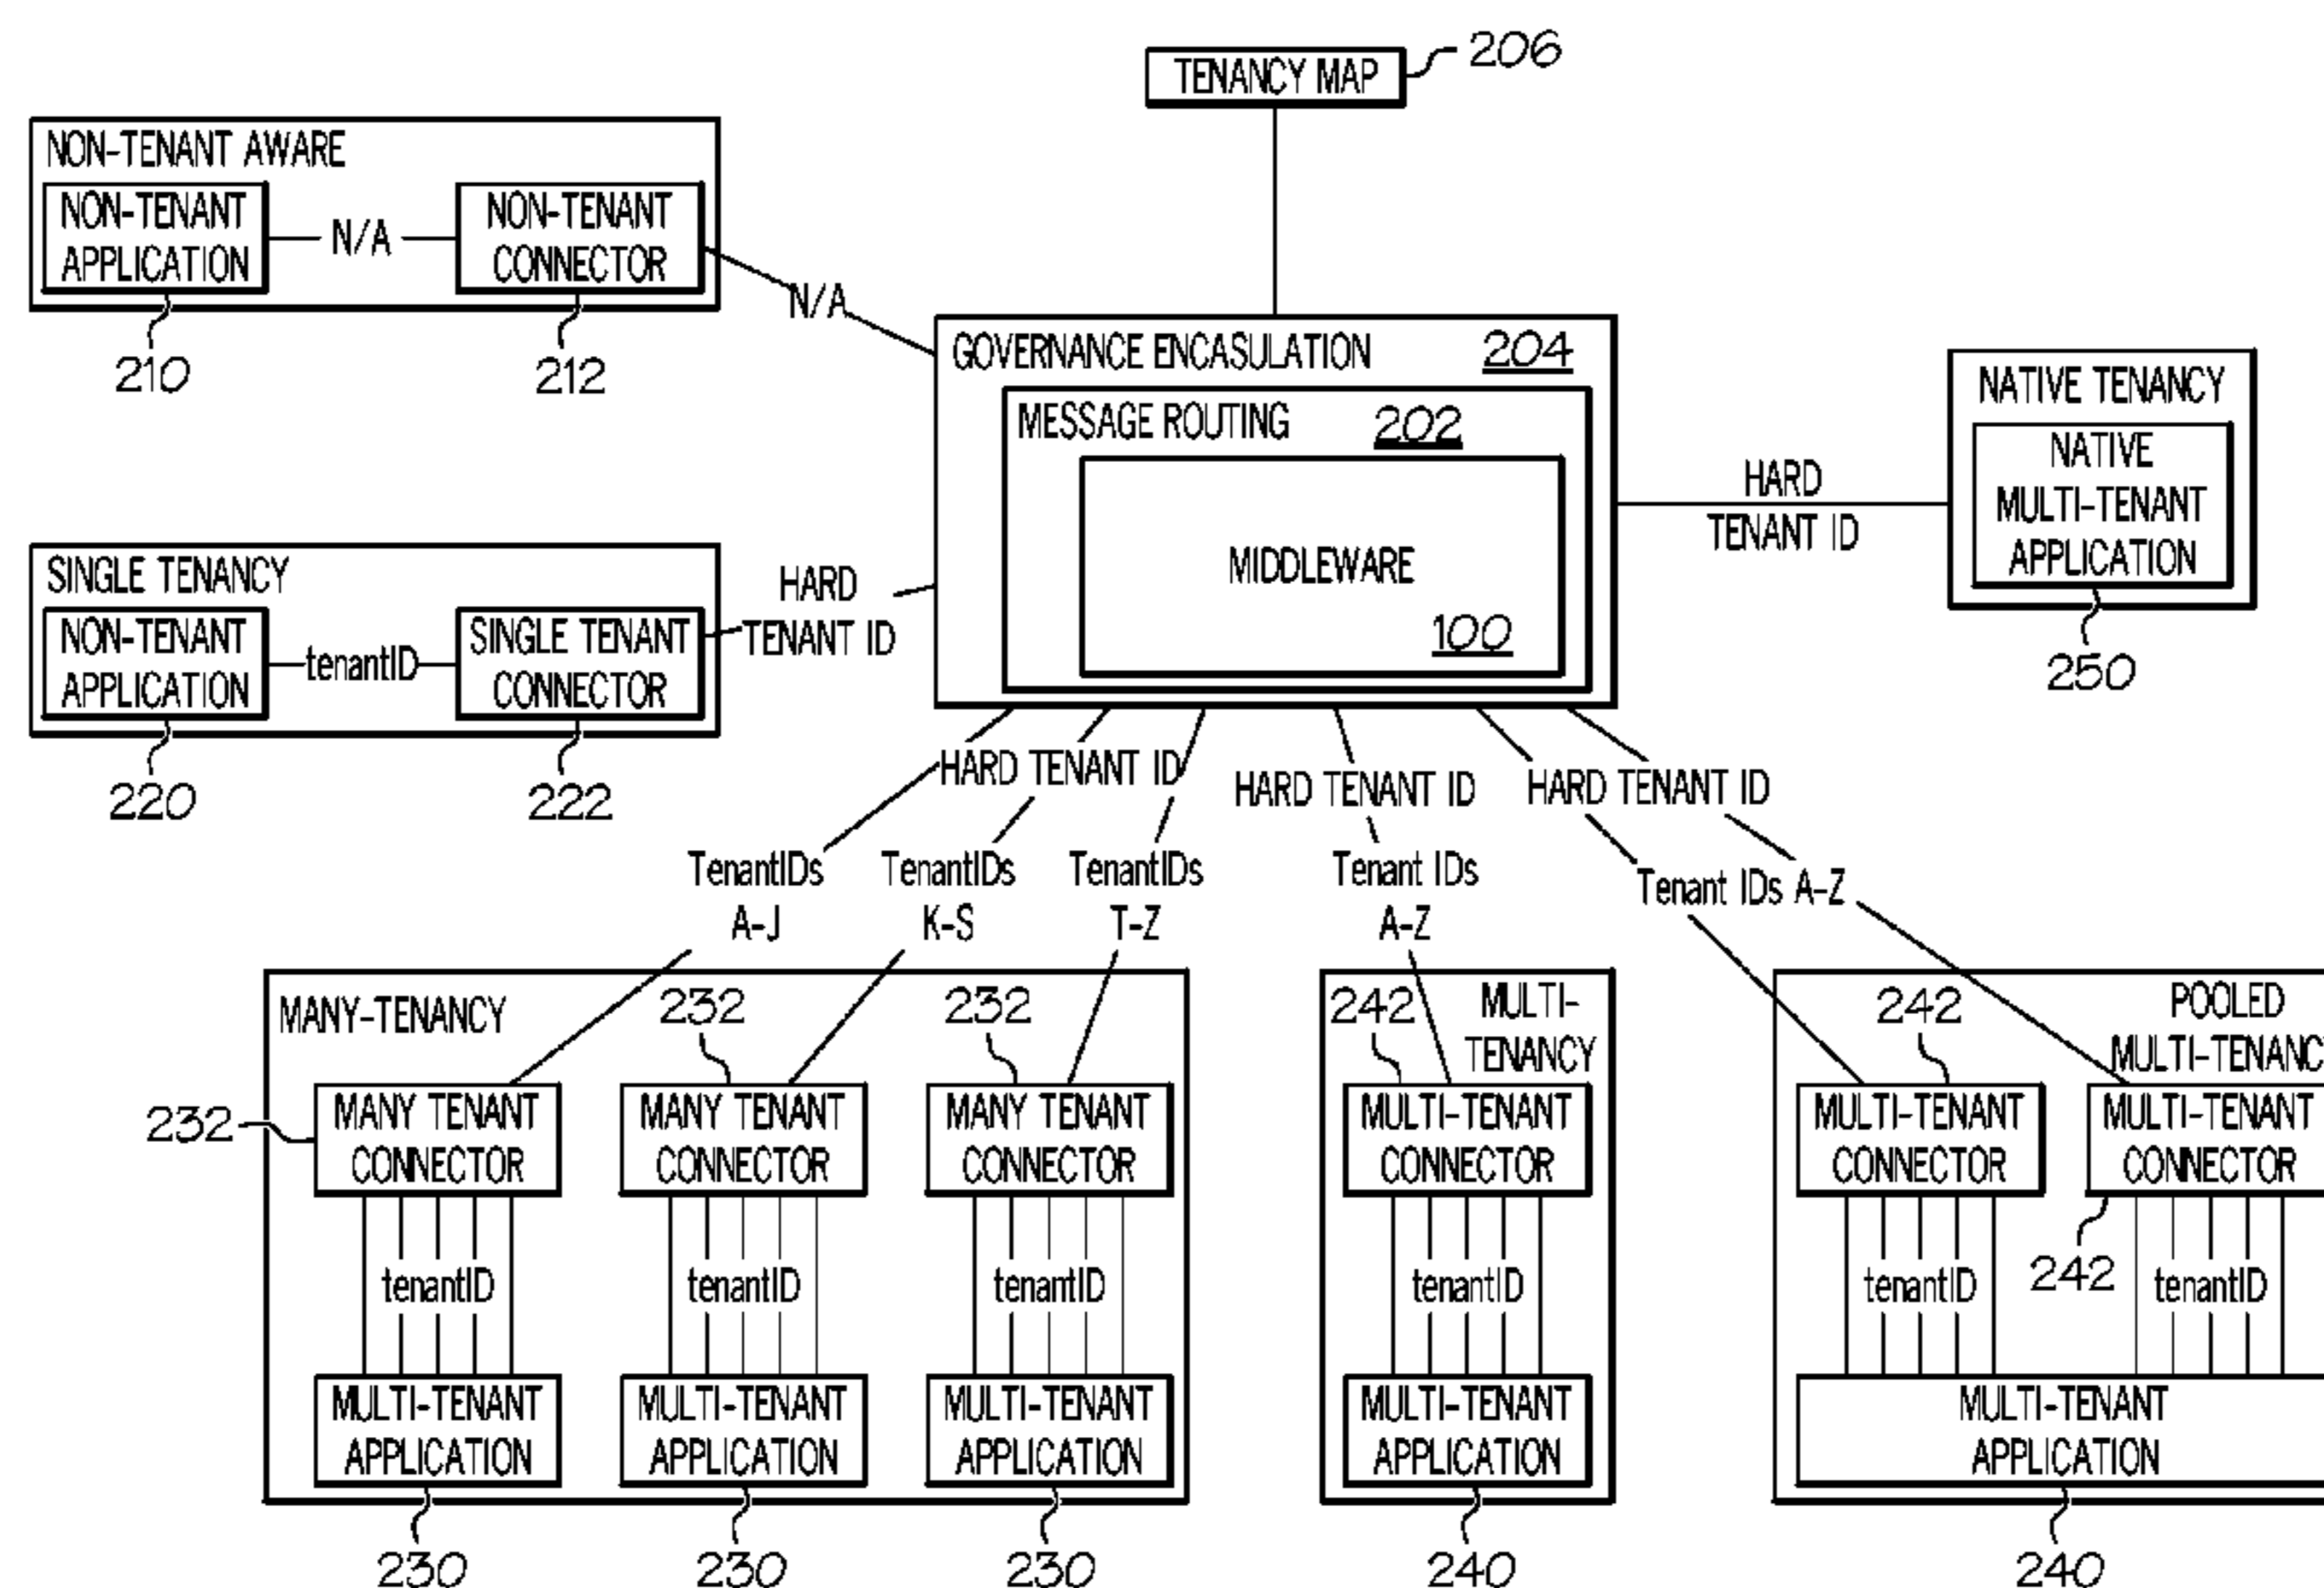 TENANCY MAP
206
NON-TENANT AWARE
NON-TENANT
APPLICATION
N/A
NON-TENANT
CONNECTOR
210
212
N/A
GOVERNANCE ENCASULATION
204
MESSAGE ROUTING
202
MIDDLEWARE
100
NATIVE TENANCY
NATIVE
MULTI-TENANT
APPLICATION
250
HARD
TENANT ID
SINGLE TENANCY
NON-TENANT
APPLICATION
tenantID
SINGLE TENANT
CONNECTOR
220
222
HARD
TENANT ID
HARD TENANT ID
HARD TENANT ID
HARD TENANT ID
TenantIDs
A-J
TenantIDs
K-S
TenantIDs
T-Z
Tenant IDs
A-Z
Tenant IDs A-Z
MANY-TENANCY
232
232
232
MANY TENANT
CONNECTOR
MANY TENANT
CONNECTOR
MANY TENANT
CONNECTOR
tenantID
tenantID
tenantID
MULTI-TENANT
APPLICATION
MULTI-TENANT
APPLICATION
MULTI-TENANT
APPLICATION
230
230
230
242
MULTI-
TENANCY
MULTI-TENANT
CONNECTOR
tenantID
MULTI-TENANT
APPLICATION
240
POOLED
MULTI-TENANC
242
MULTI-TENANT
CONNECTOR
MULTI-TENANT
CONNECTOR
242
tenantID
tenantID
MULTI-TENANT
APPLICATION
240